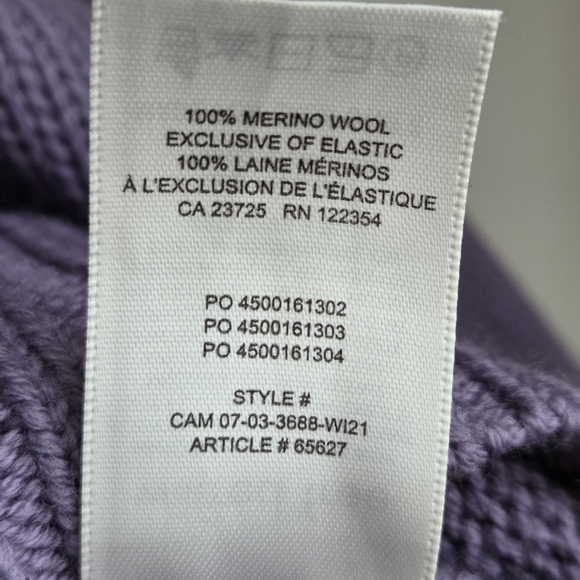 100% MERINO WOOL
EXCLUSIVE OF ELASTIC
100% LAINE MÉRINOS
À L'EXCLUSION DE L'ÉLASTIQUE
CA 23725 RN 122354
PO 4500161302
PO 4500161303
PO 4500161304
STYLE #
CAM 07-03-3688-WI21
ARTICLE # 65627